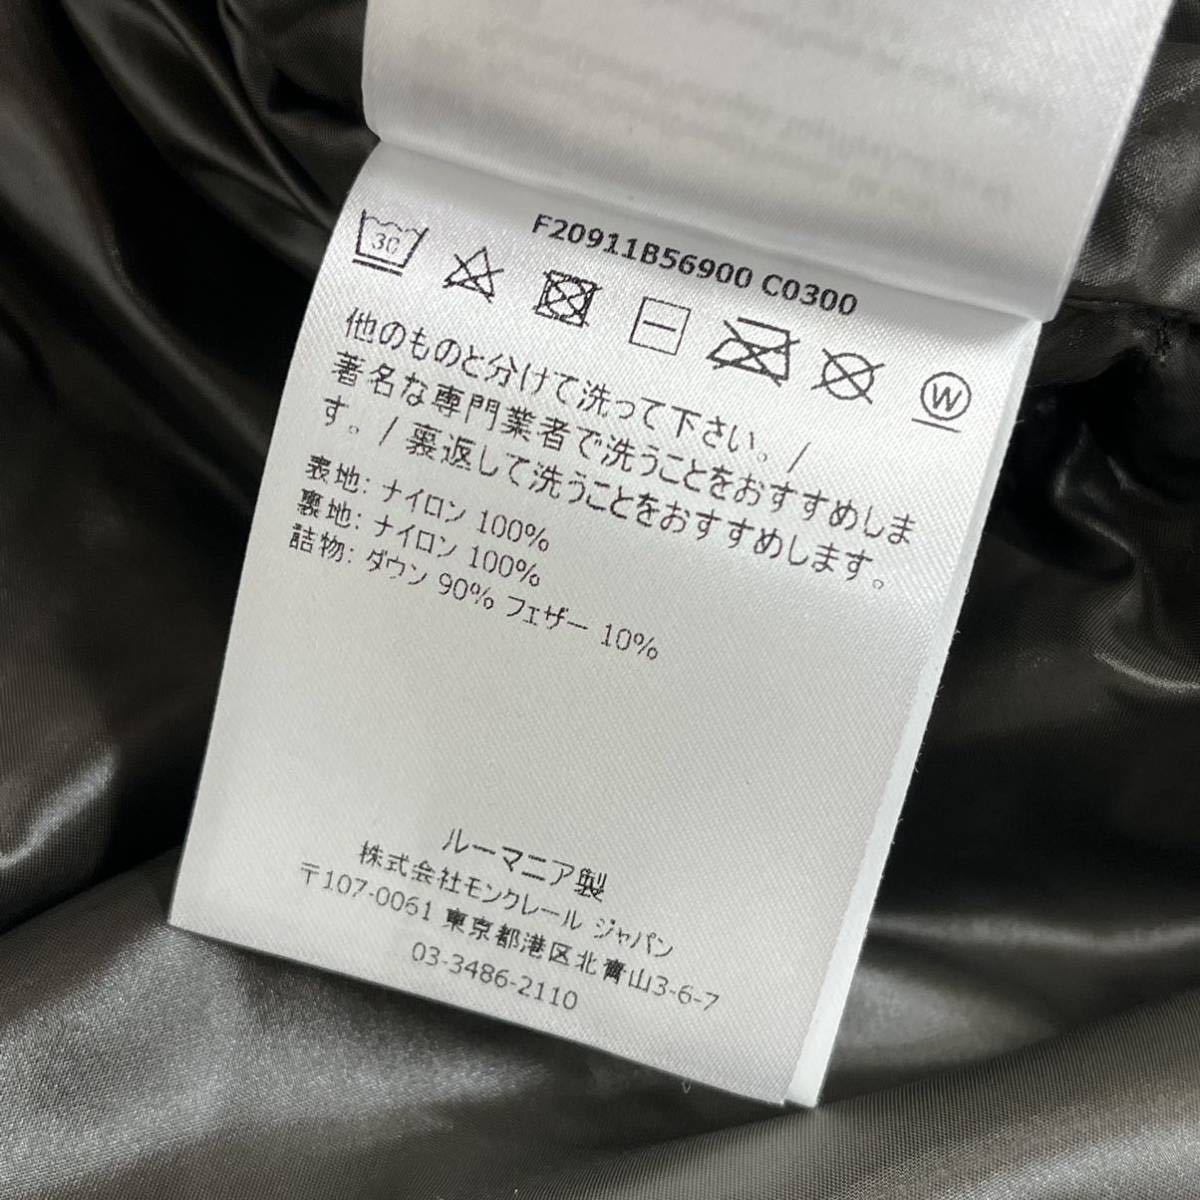 F20911B56900 C0300
30
W
他のものと分けて洗って下さい。/
著名な専門業者で洗うことをおすすめしま
す。/ 裏返して洗うことをおすすめします。
表地: ナイロン 100%
裏地: ナイロン 100%
詰物: ダウン 90% フェザー 10%
ルーマニア製
株式会社モンクレール ジャパン
〒107-0061 東京都港区北青山3-6-7
03-3486-2110